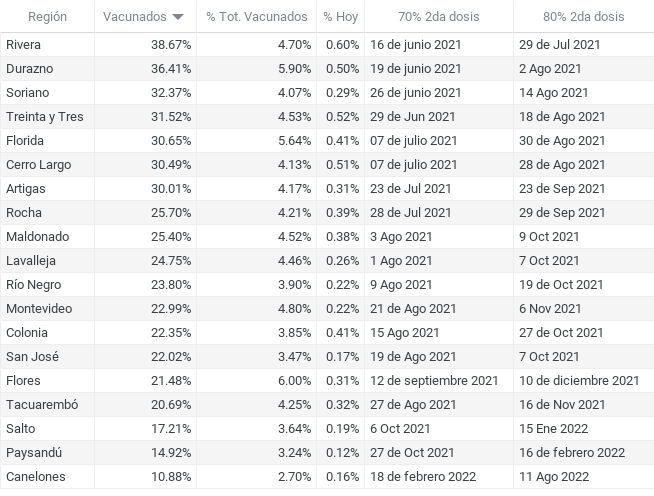 Región Vacunados % Tot. Vacunados % Hoy 70% 2da dosis 80% 2da dosis
Rivera 38.67% 4.70% 0.60% 16 de junio 2021 29 de Jul 2021
Durazno 36.41% 5.90% 0.50% 19 de junio 2021 2 Ago 2021
Soriano 32.37% 4.07% 0.29% 26 de junio 2021 14 Ago 2021
Treinta y Tres 31.52% 4.53% 0.52% 29 de Jun 2021 18 de Ago 2021
Florida 30.65% 5.64% 0.41% 07 de julio 2021 30 de Ago 2021
Cerro Largo 30.49% 4.13% 0.51% 07 de julio 2021 28 de Ago 2021
Artigas 30.01% 4.17% 0.31% 23 de Jul 2021 23 de Sep 2021
Rocha 25.70% 4.21% 0.39% 28 de Jul 2021 29 de Sep 2021
Maldonado 25.40% 4.52% 0.38% 3 Ago 2021 9 Oct 2021
Lavalleja 24.75% 4.46% 0.26% 1 Ago 2021 7 Oct 2021
Río Negro 23.80% 3.90% 0.22% 9 Ago 2021 19 de Oct 2021
Montevideo 22.99% 4.80% 0.22% 21 de Ago 2021 6 Nov 2021
Colonia 22.35% 3.85% 0.41% 15 Ago 2021 27 de Oct 2021
San José 22.02% 3.47% 0.17% 19 de Ago 2021 7 Oct 2021
Flores 21.48% 6.00% 0.31% 12 de septiembre 2021 10 de diciembre 2021
Tacuarembó 20.69% 4.25% 0.32% 27 de Ago 2021 16 de Nov 2021
Salto 17.21% 3.64% 0.19% 6 Oct 2021 15 Ene 2022
Paysandú 14.92% 3.24% 0.12% 27 de Oct 2021 16 de febrero 2022
Canelones 10.88% 2.70% 0.16% 18 de febrero 2022 11 Ago 2022